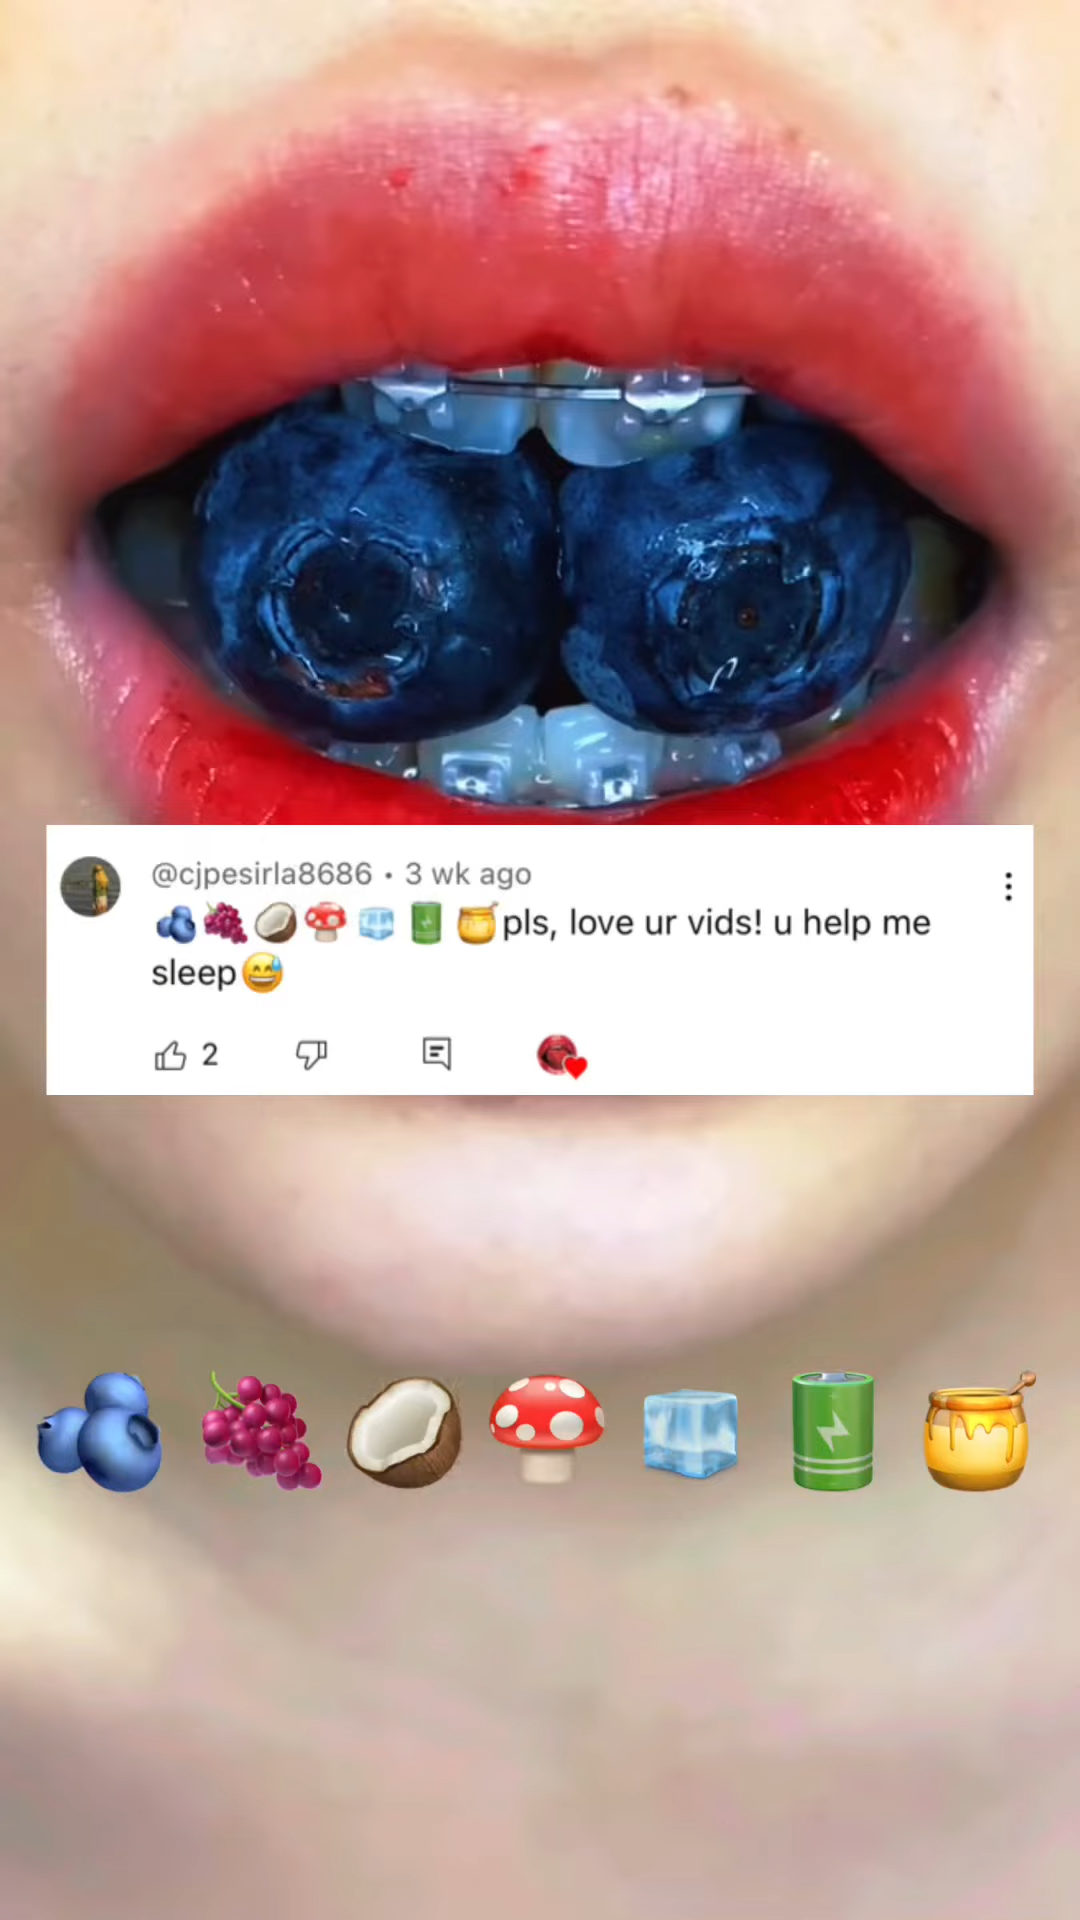 @cjpesirla8686 • 3 wk ago
🫐🍇🥥🍄🧊🔋🍯pls, love ur vids! u help me
sleep😅
2